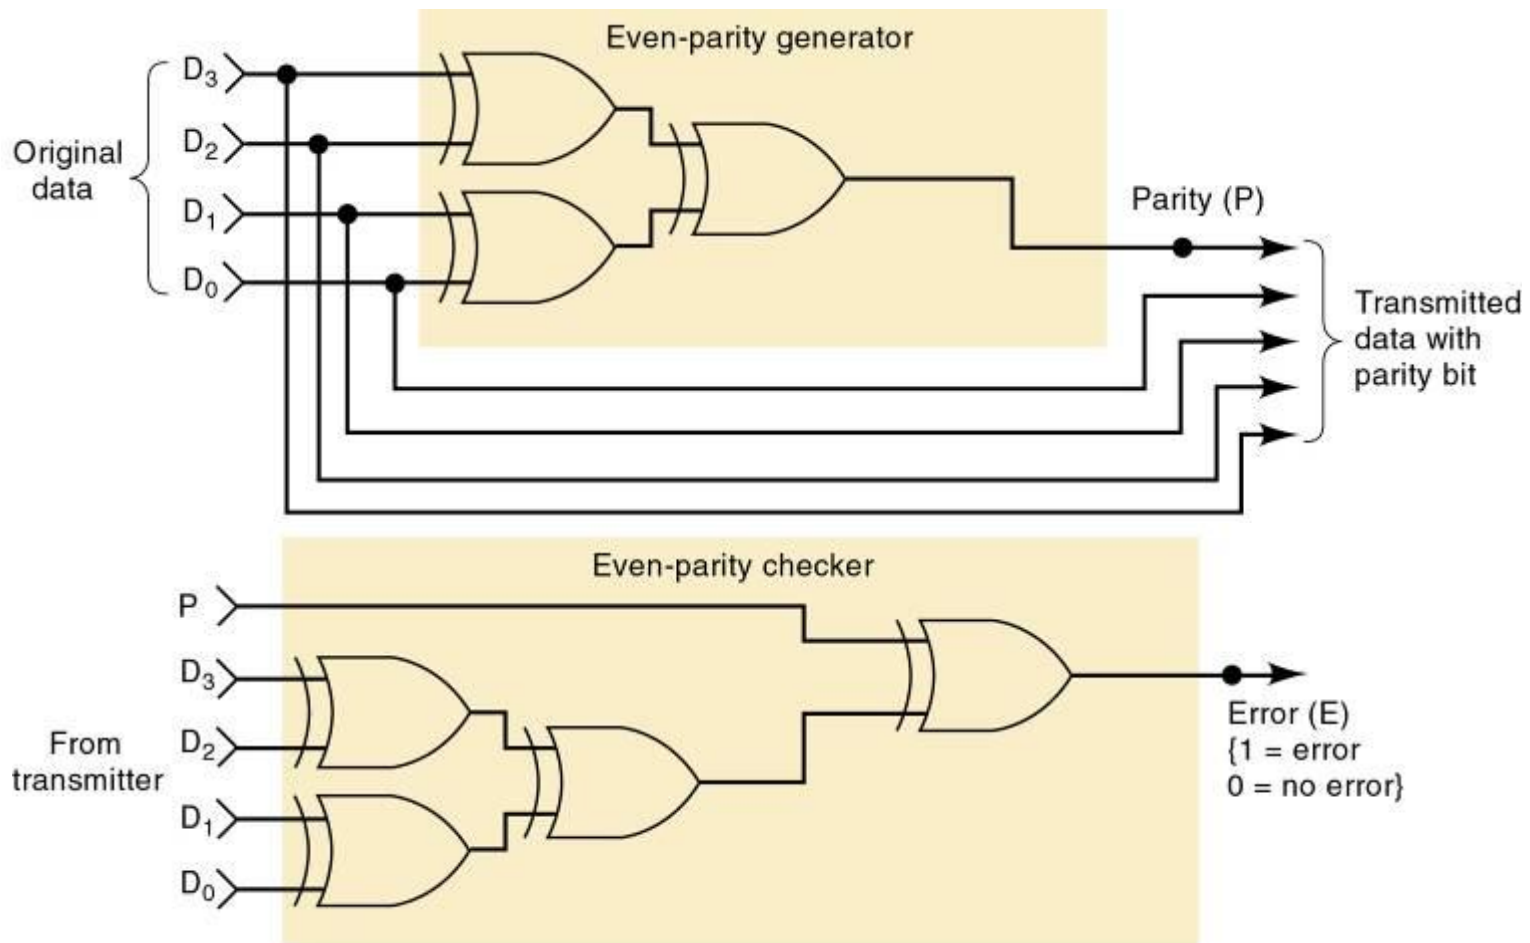 Even-parity generator
D₃
D₂
Original
data
D₁
D₀
Parity (P)
Transmitted
data with
parity bit
Even-parity checker
P
D₃
D₂
From
transmitter
D₁
D₀
Error (E)
{1 = error
0 = no error}